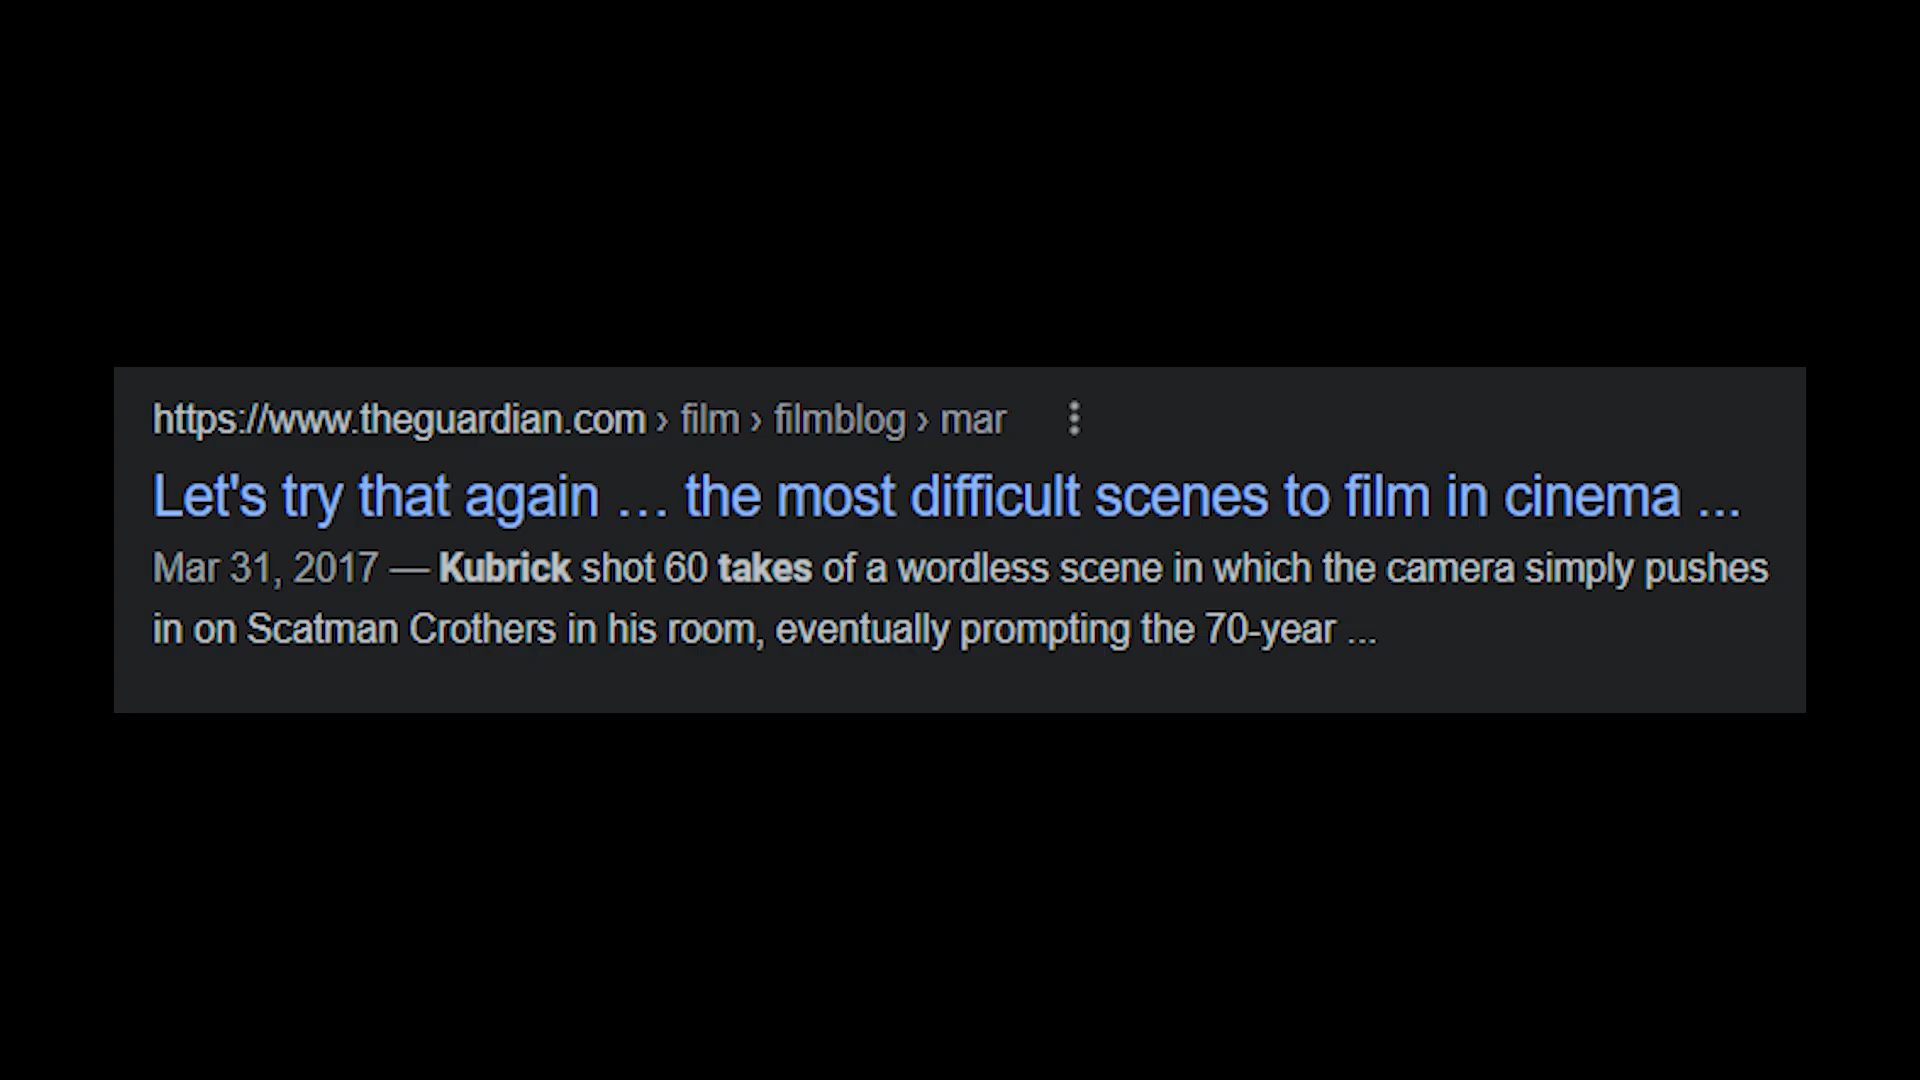 https://www.theguardian.com › film › filmblog › mar
Let's try that again … the most difficult scenes to film in cinema ...
Mar 31, 2017 — Kubrick shot 60 takes of a wordless scene in which the camera simply pushes
in on Scatman Crothers in his room, eventually prompting the 70-year ...